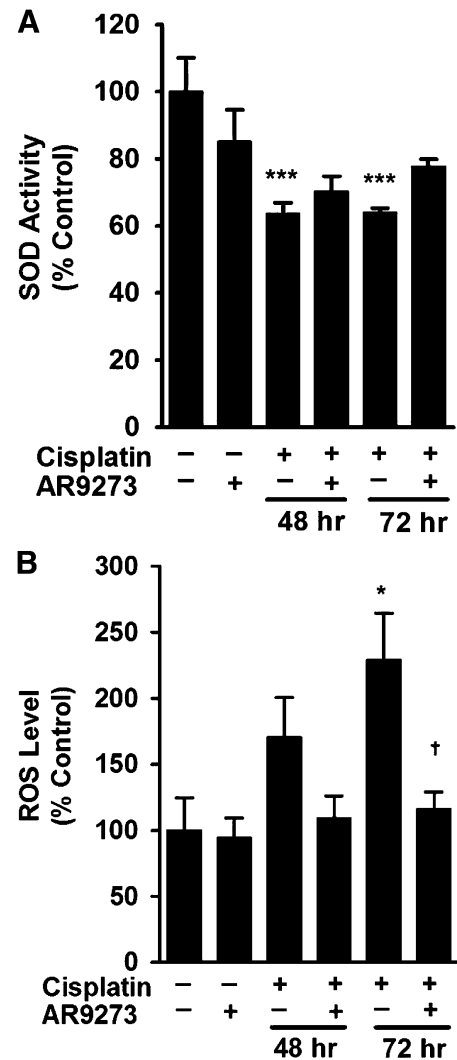 A
SOD Activity
(% Control)
120
100
80
60
40
20
0
*** ***
Cisplatin − − + + + +
AR9273 − + − + − +
48 hr 72 hr
B
ROS Level
(% Control)
300
250
200
150
100
50
0
*
†
Cisplatin − − + + + +
AR9273 − + − + − +
48 hr 72 hr